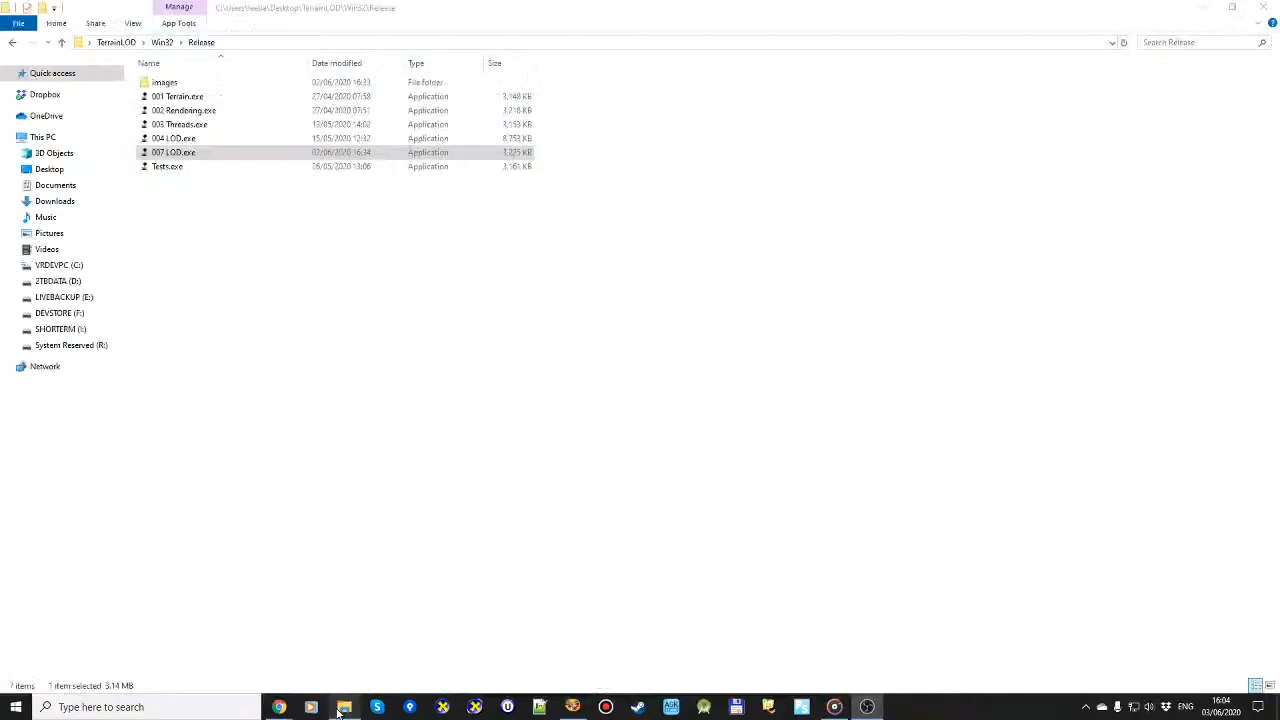 Manage
C:\Users\leeba\Desktop\TerrainLOD\Win32\Release
File Home Share View App Tools
TerrainLOD Win32 Release
Search Release
Name Date modified Type Size
Quick access
Dropbox
OneDrive
This PC
3D Objects
Desktop
Documents
Downloads
Music
Pictures
Videos
VRDEVPC (C:)
ZTBDATA (D:)
LIVEBACKUP (E:)
DEVSTORE (F:)
SHORTERM (I:)
System Reserved (R:)
Network
images 02/06/2020 16:33 File folder
001 Terrain.exe 27/04/2020 07:58 Application 3,148 KB
002 Rendering.exe 27/04/2020 07:51 Application 3,218 KB
003 Threads.exe 13/05/2020 14:02 Application 3,153 KB
004 LOD.exe 15/05/2020 12:32 Application 8,753 KB
007 LOD.exe 02/06/2020 16:34 Application 3,225 KB
Tests.exe 26/05/2020 13:06 Application 3,161 KB
7 items 1 item selected 3.14 MB
Type here to search
ENG
16:04
03/06/2020